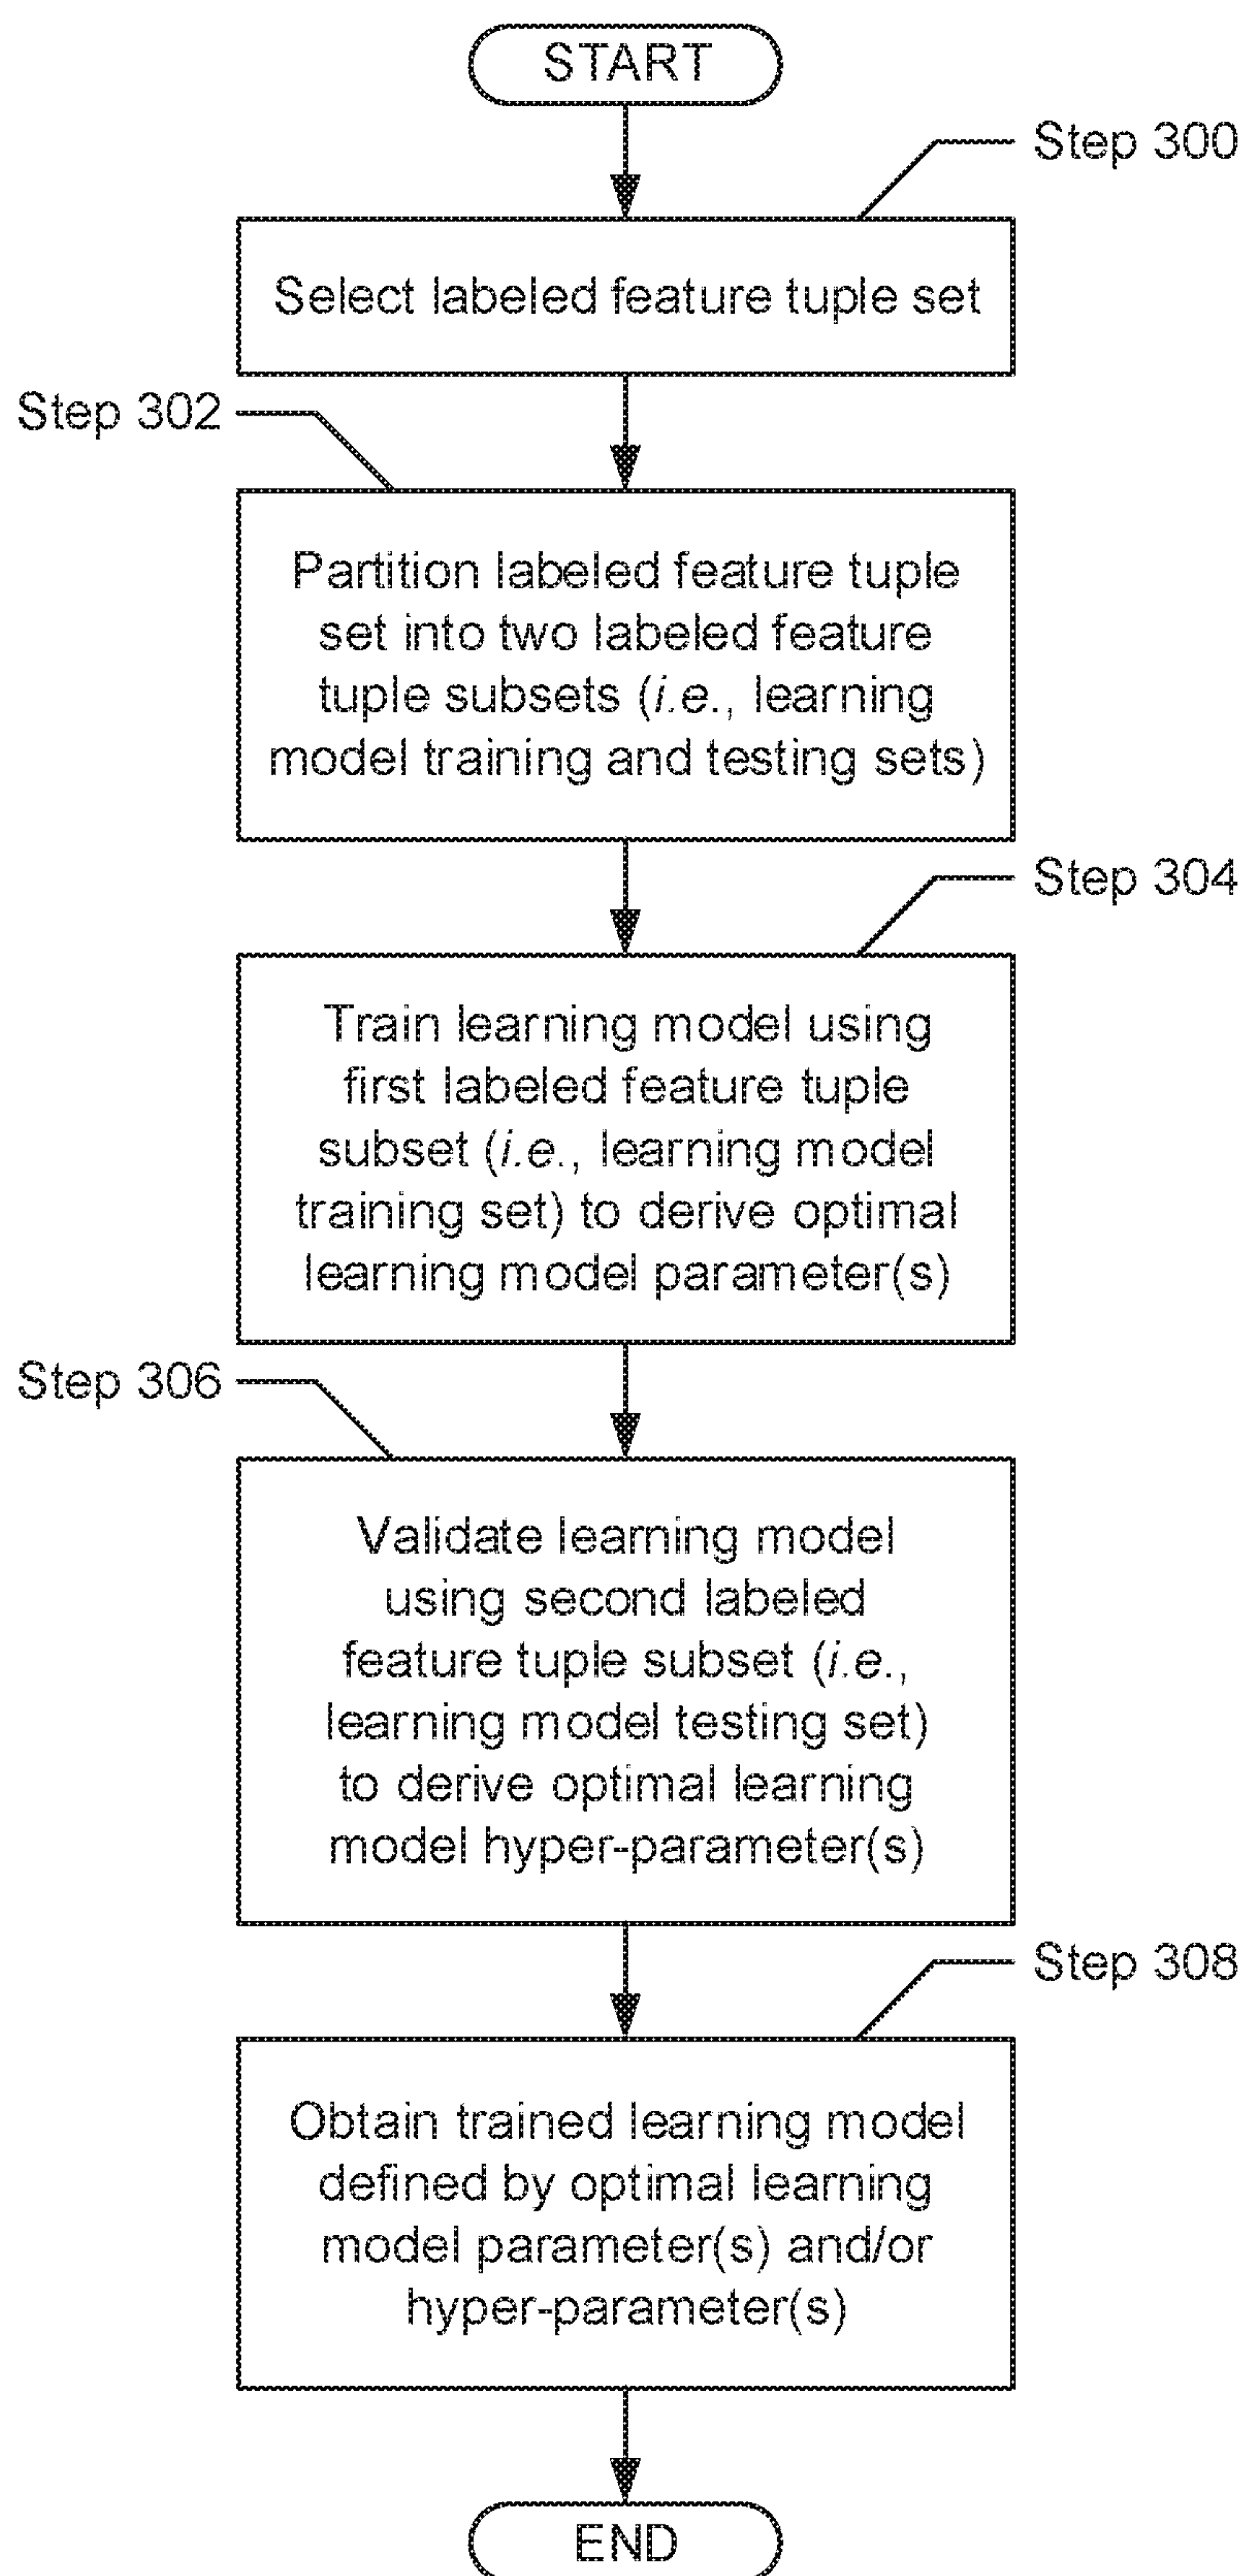 START
Step 300
Select labeled feature tuple set
Step 302
Partition labeled feature tuple
set into two labeled feature
tuple subsets (i.e., learning
model training and testing sets)
Step 304
Train learning model using
first labeled feature tuple
subset (i.e., learning model
training set) to derive optimal
learning model parameter(s)
Step 306
Validate learning model
using second labeled
feature tuple subset (i.e.,
learning model testing set)
to derive optimal learning
model hyper-parameter(s)
Step 308
Obtain trained learning model
defined by optimal learning
model parameter(s) and/or
hyper-parameter(s)
END